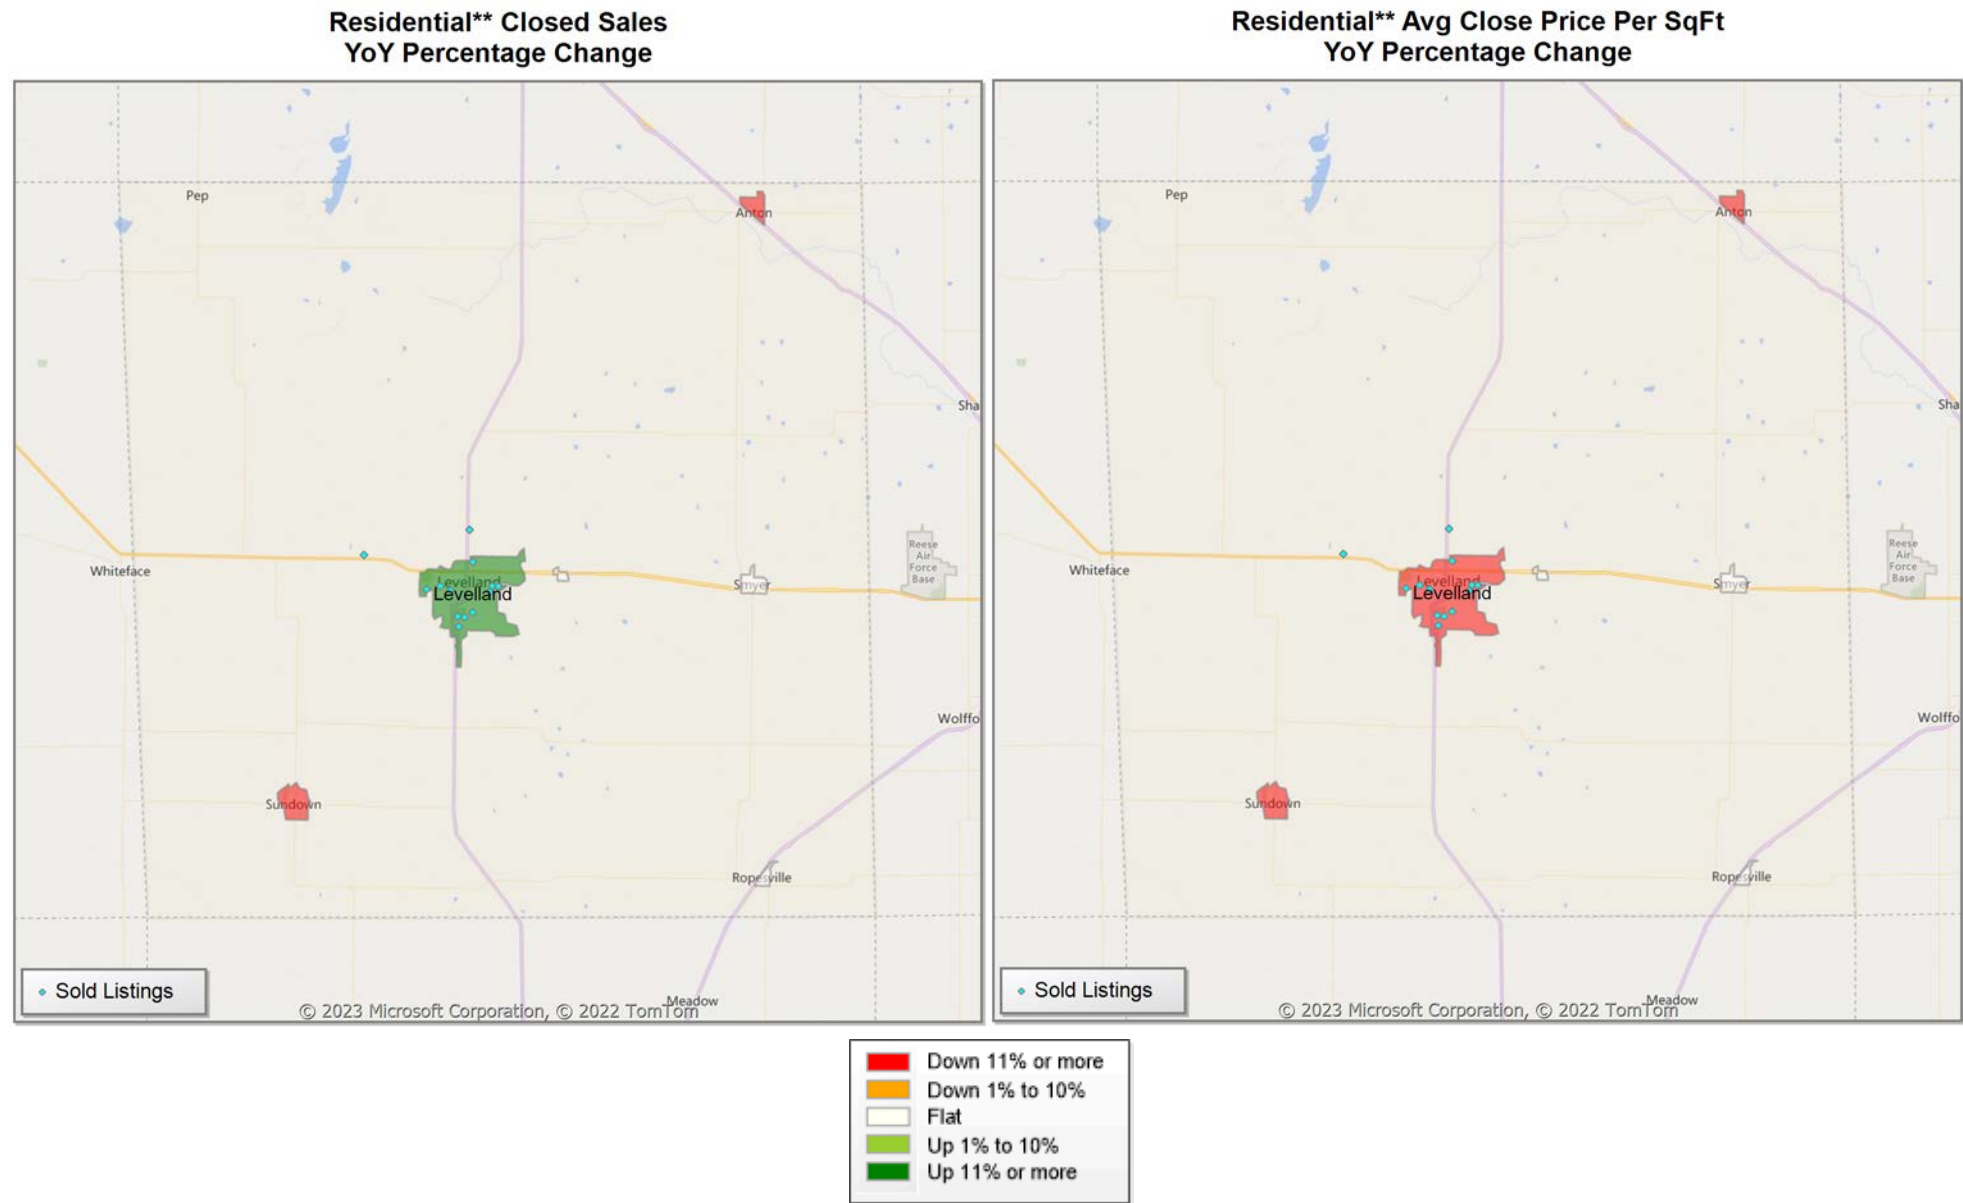 Residential** Closed Sales
YoY Percentage Change
Pep
Anton
Sha
Whiteface
Levelland
Levelland
Smyer
Reese
Air
Force
Base
Wolffo
Sundown
Ropesville
Meadow
Sold Listings
© 2023 Microsoft Corporation, © 2022 TomTom
Residential** Avg Close Price Per SqFt
YoY Percentage Change
Pep
Anton
Sha
Whiteface
Levelland
Levelland
Smyer
Reese
Air
Force
Base
Wolffo
Sundown
Ropesville
Meadow
Sold Listings
© 2023 Microsoft Corporation, © 2022 TomTom
Down 11% or more
Down 1% to 10%
Flat
Up 1% to 10%
Up 11% or more